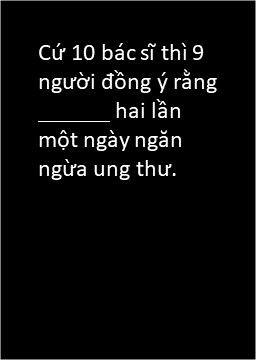 Cứ 10 bác sĩ thì 9
người đồng ý rằng
_______ hai lần
một ngày ngăn
ngừa ung thư.